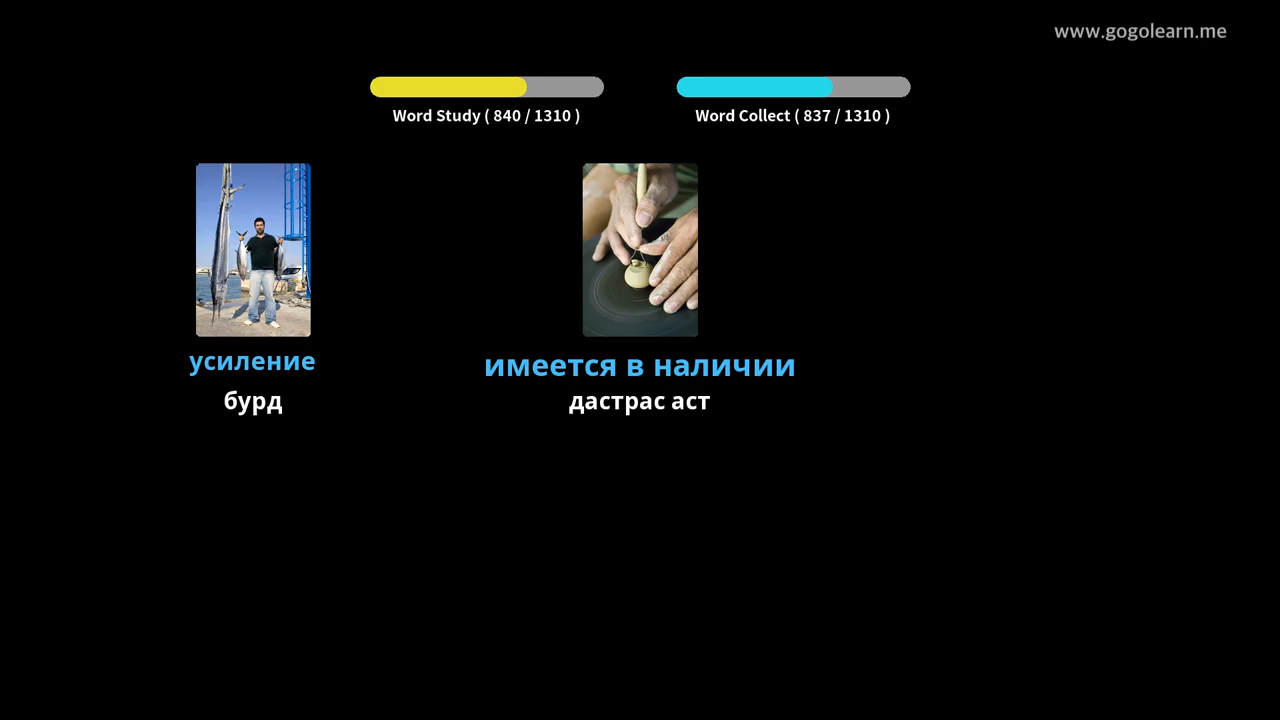 www.gogolearn.me
Word Study ( 840 / 1310 )
Word Collect ( 837 / 1310 )
усиление
бурд
имеется в наличии
дастрас аст